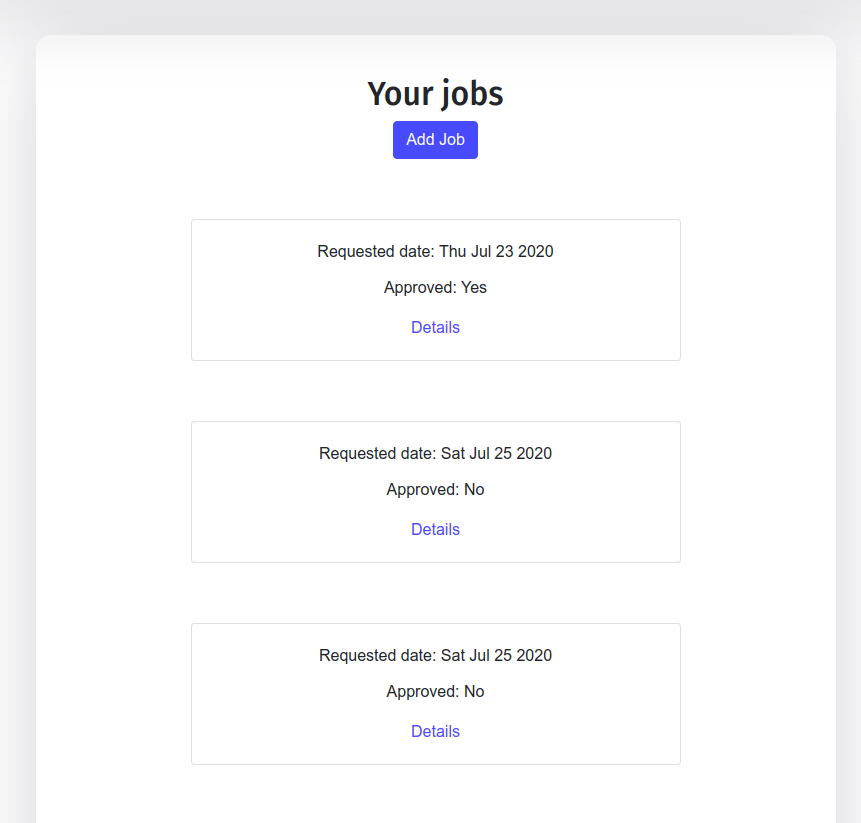 Your jobs
Add Job
Requested date: Thu Jul 23 2020
Approved: Yes
Details
Requested date: Sat Jul 25 2020
Approved: No
Details
Requested date: Sat Jul 25 2020
Approved: No
Details